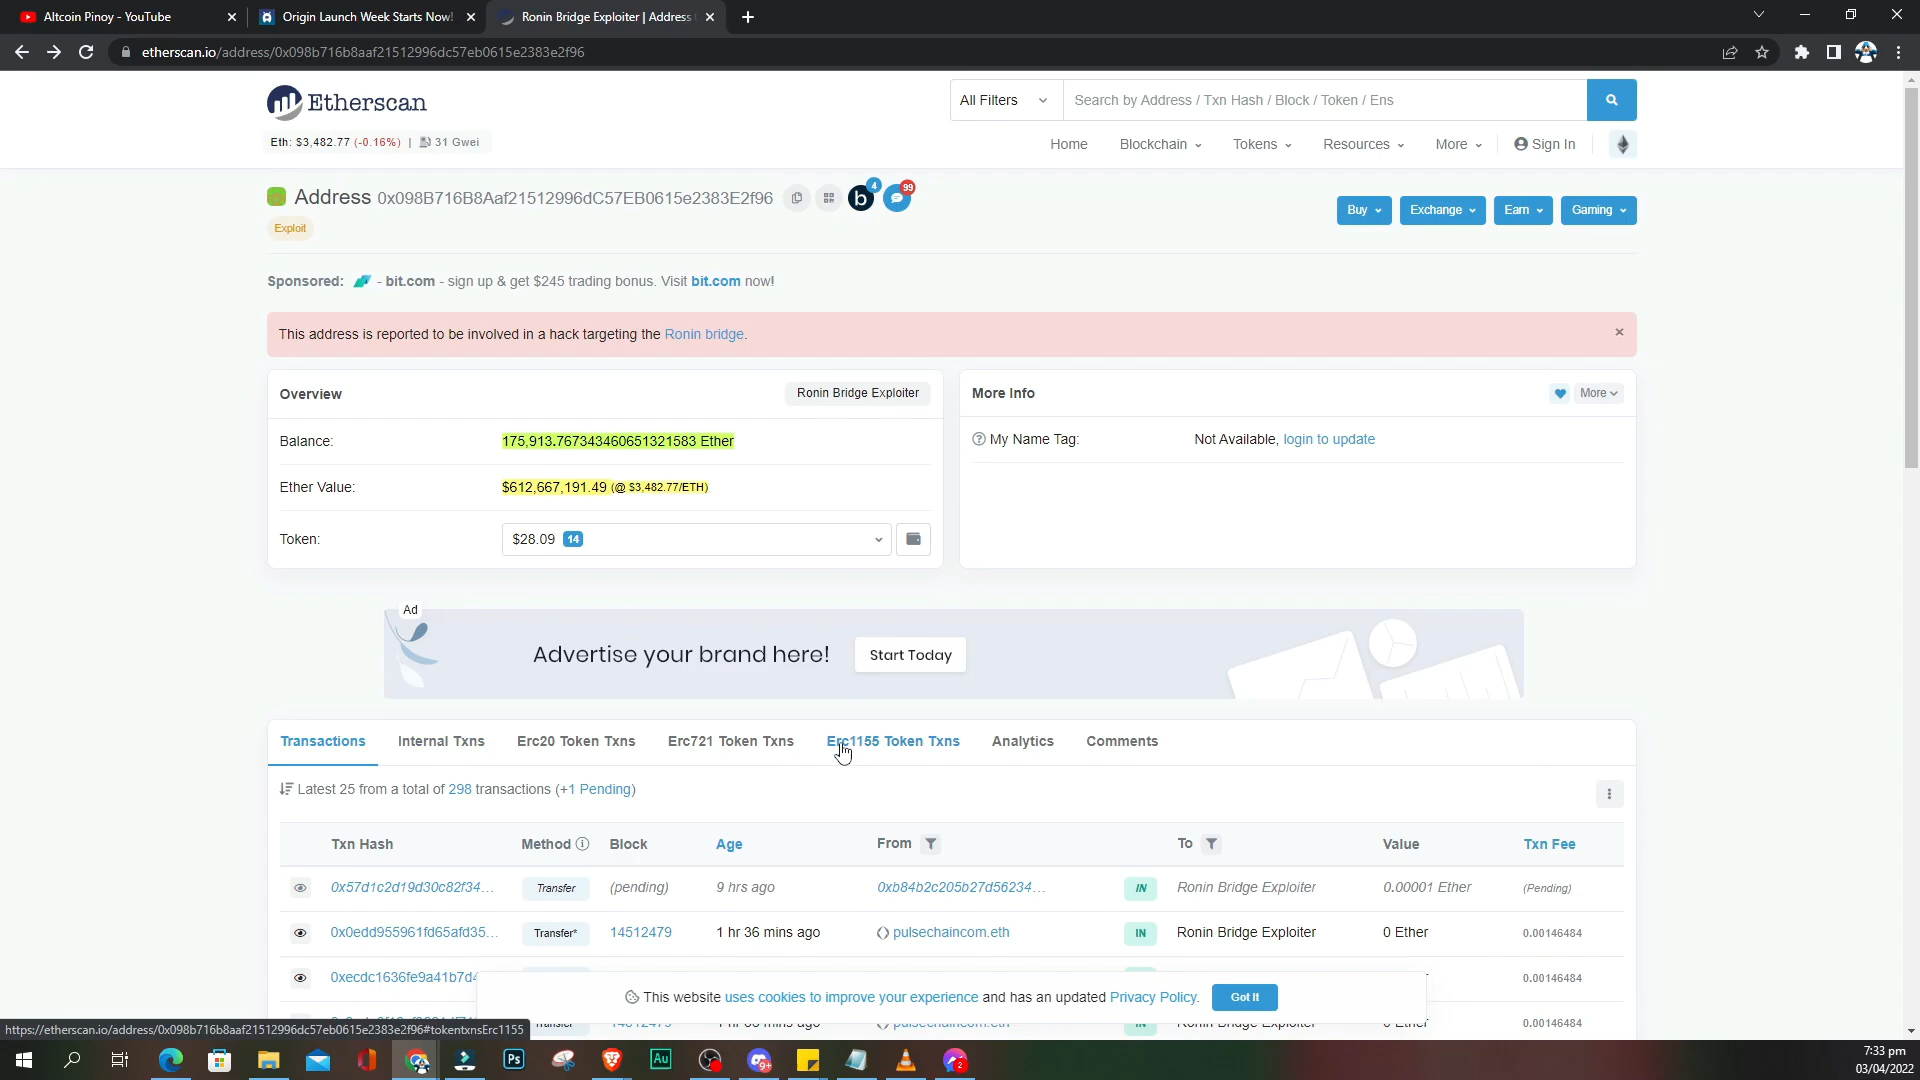 Altcoin Pinoy - YouTube
Origin Launch Week Starts Now!
Ronin Bridge Exploiter | Address
etherscan.io/address/0x098b716b8aaf21512996dc57eb0615e2383e2f96
Etherscan
All Filters
Search by Address / Txn Hash / Block / Token / Ens
Eth: $3,482.77 (-0.16%) | 31 Gwei
Home Blockchain Tokens Resources More Sign In
Address 0x098B716B8Aaf21512996dC57EB0615e2383E2f96 b 4 99
Exploit
Buy Exchange Earn Gaming
Sponsored: - bit.com - sign up & get $245 trading bonus. Visit bit.com now!
This address is reported to be involved in a hack targeting the Ronin bridge.
Overview Ronin Bridge Exploiter
Balance: 175,913.767343460651321583 Ether
Ether Value: $612,667,191.49 (@ $3,482.77/ETH)
Token: $28.09 14
More Info More
My Name Tag: Not Available, login to update
Ad
Advertise your brand here! Start Today
Transactions Internal Txns Erc20 Token Txns Erc721 Token Txns Erc1155 Token Txns Analytics Comments
Latest 25 from a total of 298 transactions (+1 Pending)
Txn Hash Method Block Age From To Value Txn Fee
0x57d1c2d19d30c82f34... Transfer (pending) 9 hrs ago 0xb84b2c205b27d56234... IN Ronin Bridge Exploiter 0.00001 Ether (Pending)
0x0edd955961fd65afd35... Transfer* 14512479 1 hr 36 mins ago pulsechaincom.eth IN Ronin Bridge Exploiter 0 Ether 0.00146484
0xecdc1636fe9a41b7d4 0.00146484
This website uses cookies to improve your experience and has an updated Privacy Policy. Got It
0.00146484
https://etherscan.io/address/0x098b716b8aaf21512996dc57eb0615e2383e2f96#tokentxnsErc1155
Ps Au 9+ 2
7:33 pm
03/04/2022